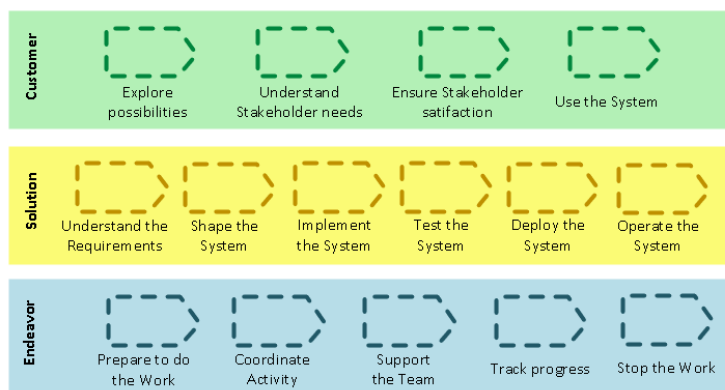 Customer
Explore
possibilities
Understand
Stakeholder needs
Ensure Stakeholder
satifaction
Use the System
Solution
Understand the
Requirements
Shape the
System
Implement
the System
Test the
System
Deploy the
System
Operate the
System
Endeavor
Prepare to do
the Work
Coordinate
Activity
Support
the Team
Track progress
Stop the Work